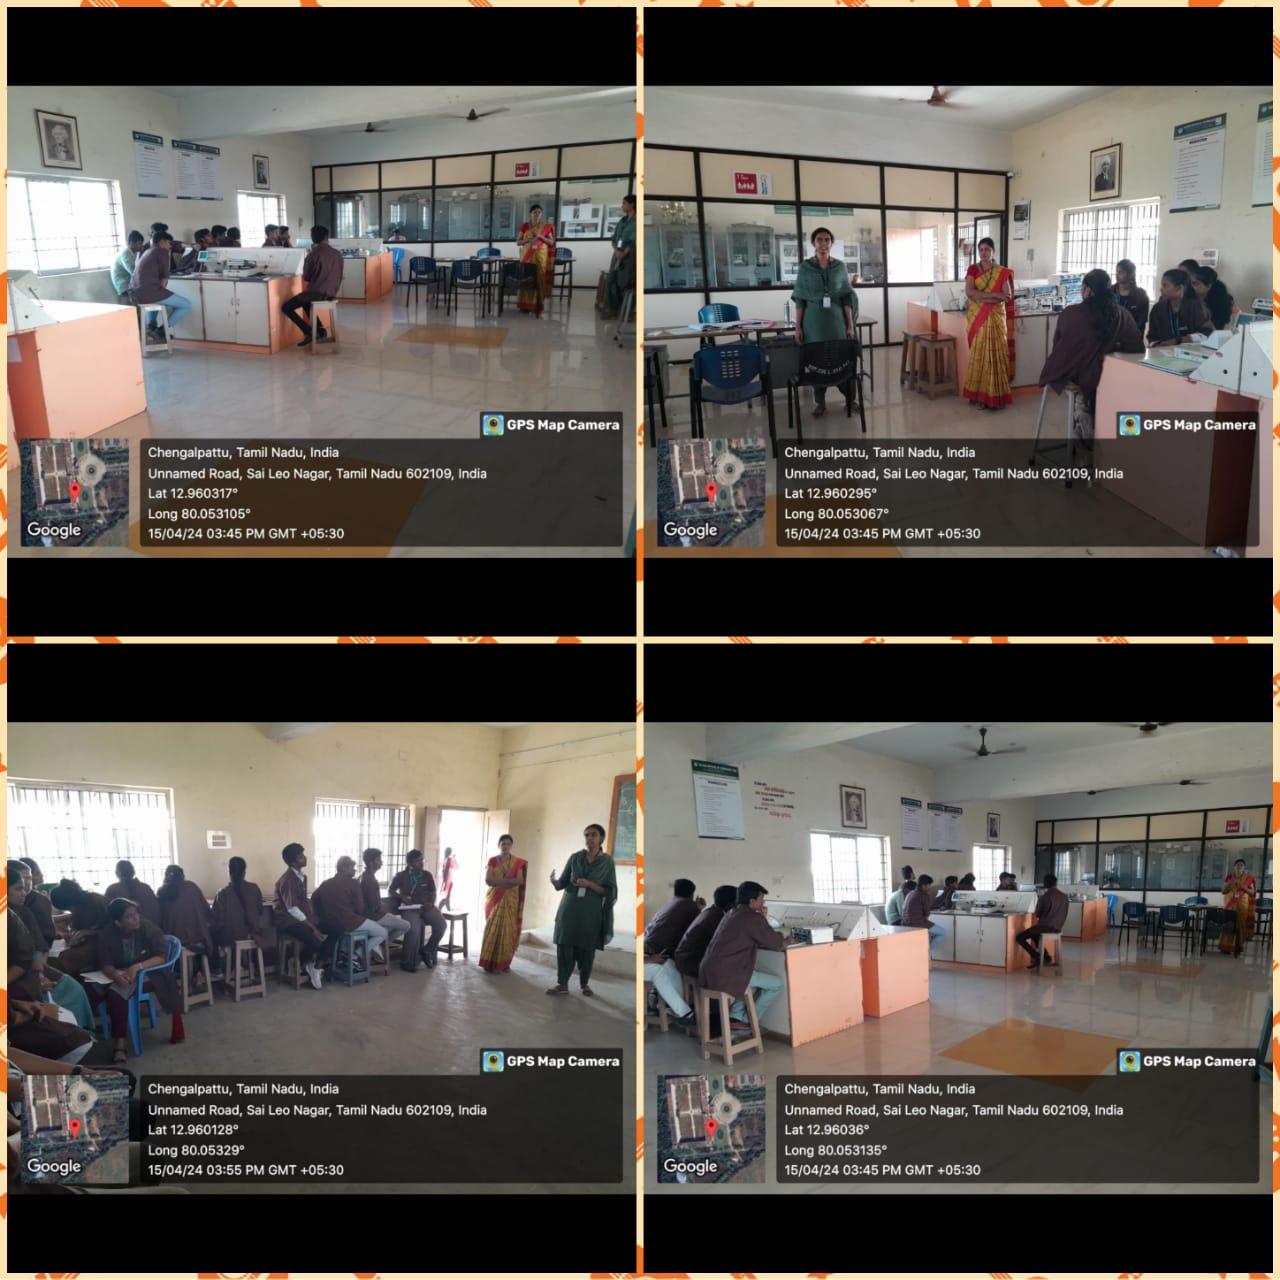 GPS Map Camera
Chengalpattu, Tamil Nadu, India
Unnamed Road, Sai Leo Nagar, Tamil Nadu 602109, India
Lat 12.960317°
Long 80.053105°
15/04/24 03:45 PM GMT +05:30
Google
GPS Map Camera
Chengalpattu, Tamil Nadu, India
Unnamed Road, Sai Leo Nagar, Tamil Nadu 602109, India
Lat 12.960295°
Long 80.053067°
15/04/24 03:45 PM GMT +05:30
Google
GPS Map Camera
Chengalpattu, Tamil Nadu, India
Unnamed Road, Sai Leo Nagar, Tamil Nadu 602109, India
Lat 12.960128°
Long 80.05329°
15/04/24 03:55 PM GMT +05:30
Google
GPS Map Camera
Chengalpattu, Tamil Nadu, India
Unnamed Road, Sai Leo Nagar, Tamil Nadu 602109, India
Lat 12.96036°
Long 80.053135°
15/04/24 03:45 PM GMT +05:30
Google